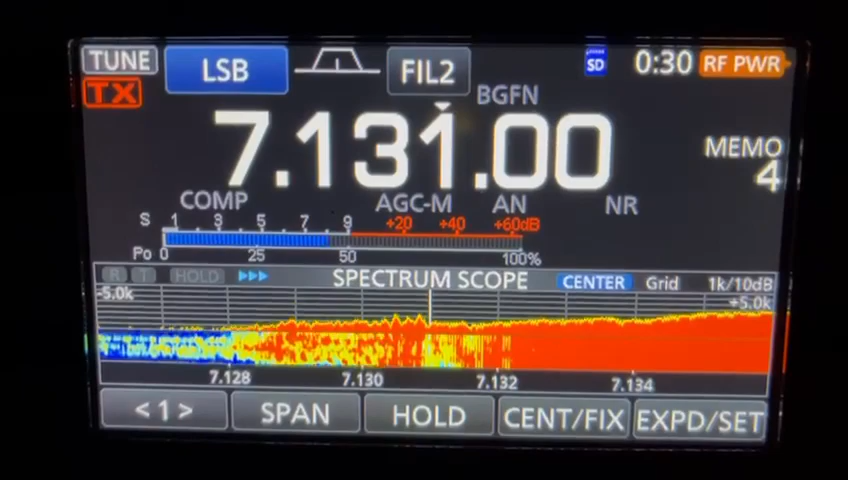 TUNE LSB FIL2 SD 0:30 RF PWR
TX BGFN
7.131.00 MEMO
4
COMP AGC-M AN NR
S 1 3 5 7 9 +20 +40 +60dB
Po 0 25 50 100%
R T HOLD SPECTRUM SCOPE CENTER Grid 1k/10dB
-5.0k +5.0k
7.128 7.130 7.132 7.134
<1> SPAN HOLD CENT/FIX EXPD/SET